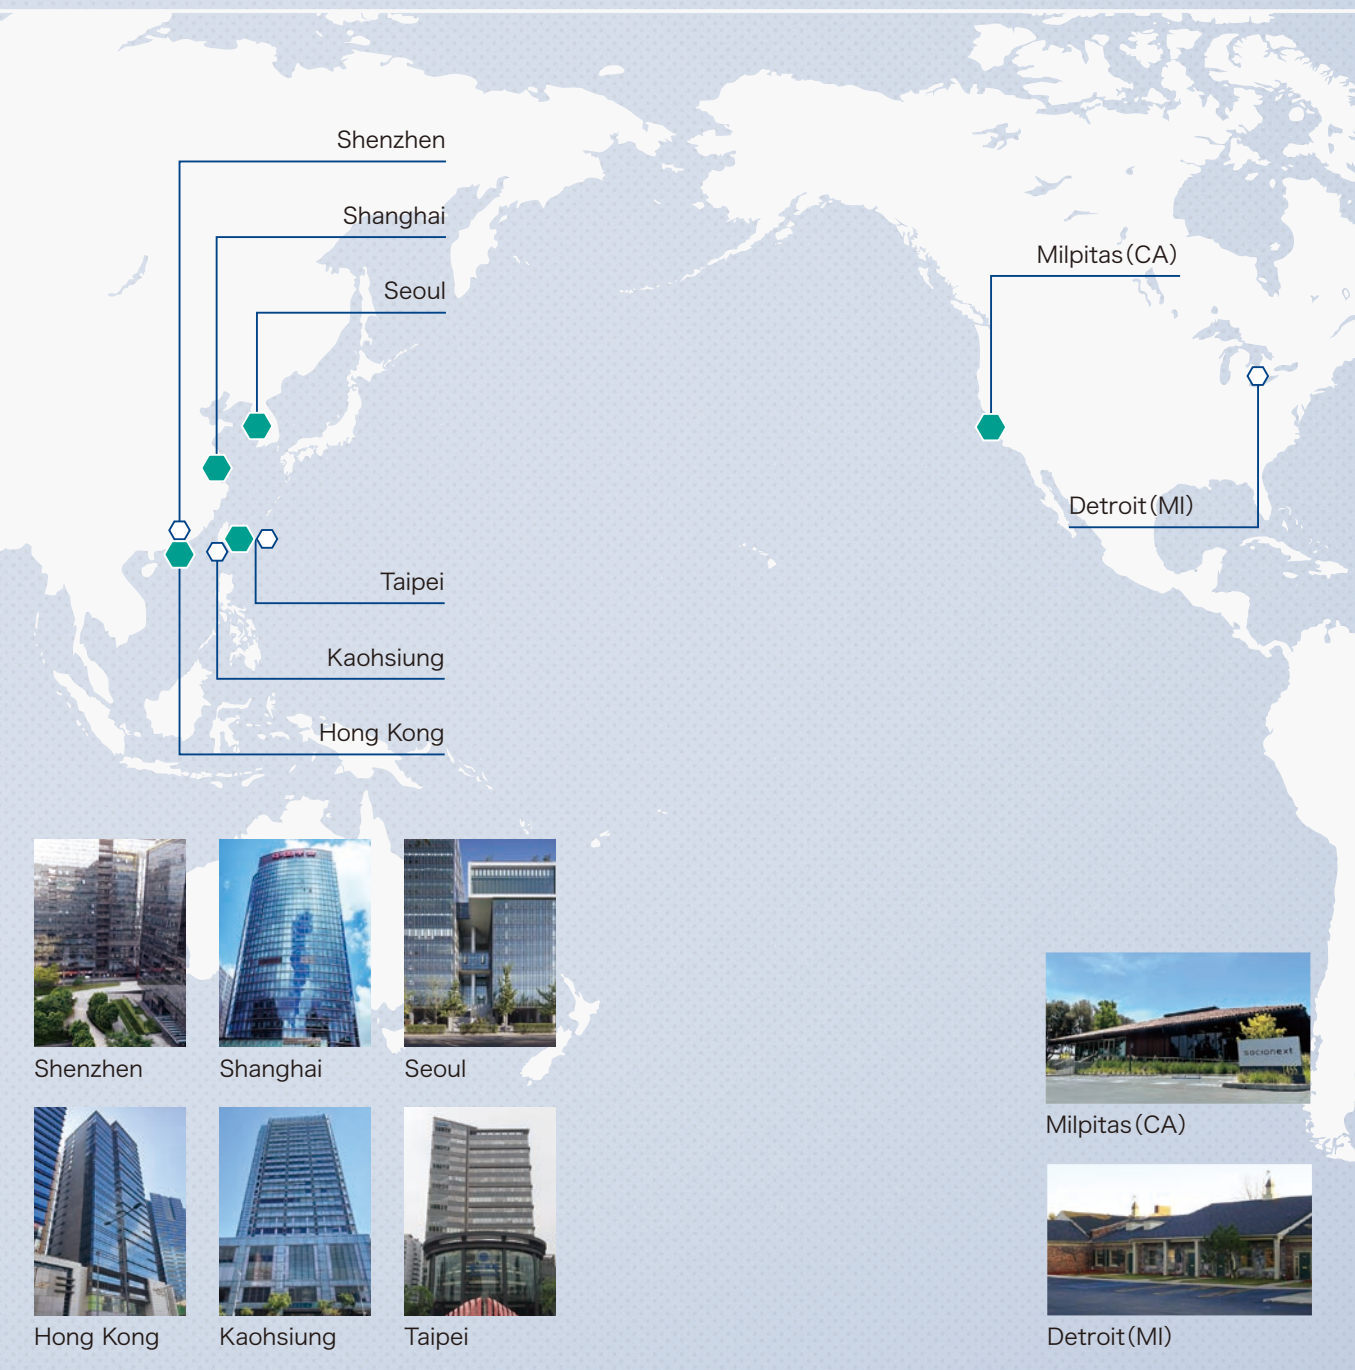 Shenzhen
Shanghai
Seoul
Milpitas(CA)
Detroit(MI)
Taipei
Kaohsiung
Hong Kong
Shenzhen
Shanghai
Seoul
socionext
Milpitas(CA)
Hong Kong
Kaohsiung
Taipei
Detroit(MI)